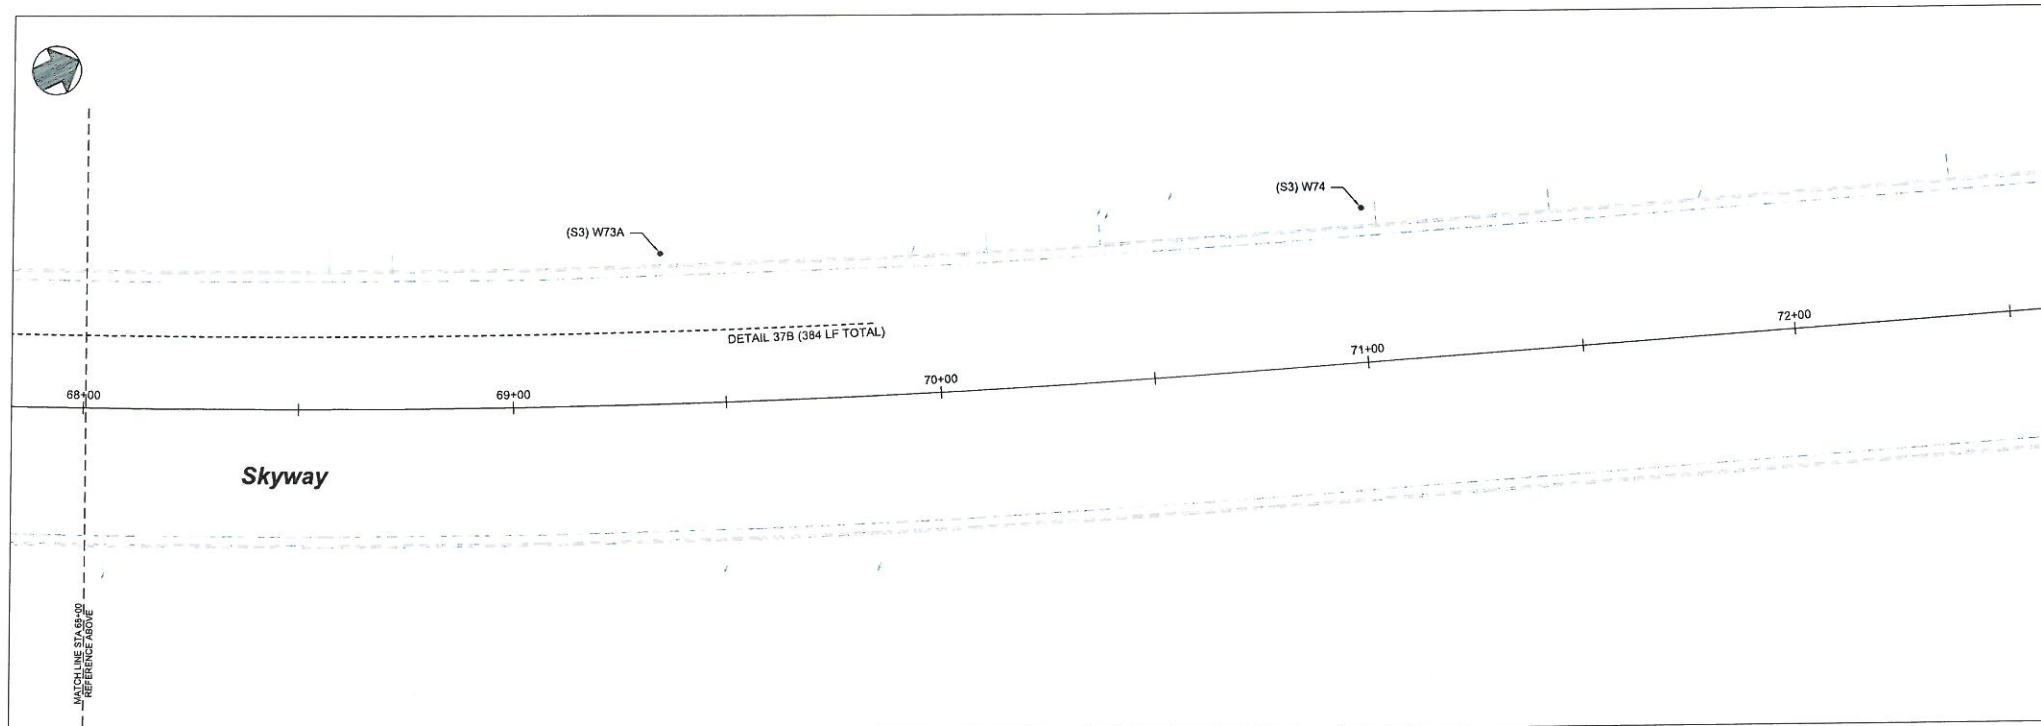 (S3) W74
(S3) W73A
DETAIL 37B (384 LF TOTAL)
68+00
69+00
70+00
71+00
72+00
Skyway
MATCH LINE STA 68+00
REFERENCE ABOVE